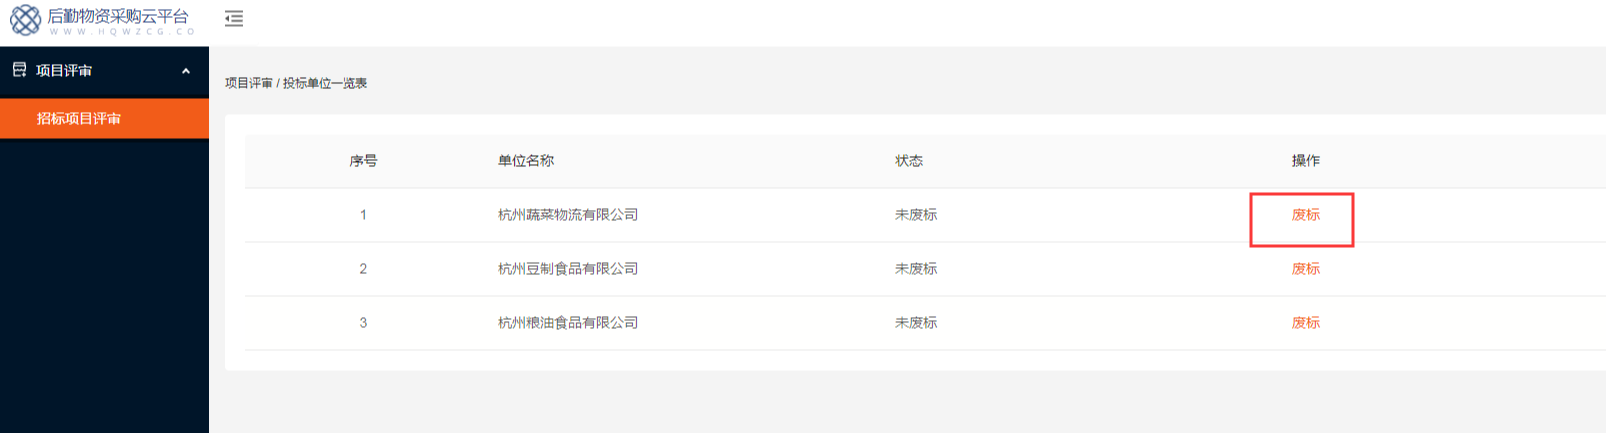 后勤物资采购云平台
WWW.HQWZCG.CO
项目评审
招标项目评审
项目评审 / 投标单位一览表
序号 单位名称 状态 操作
1 杭州蔬菜物流有限公司 未废标 废标
2 杭州豆制食品有限公司 未废标 废标
3 杭州粮油食品有限公司 未废标 废标